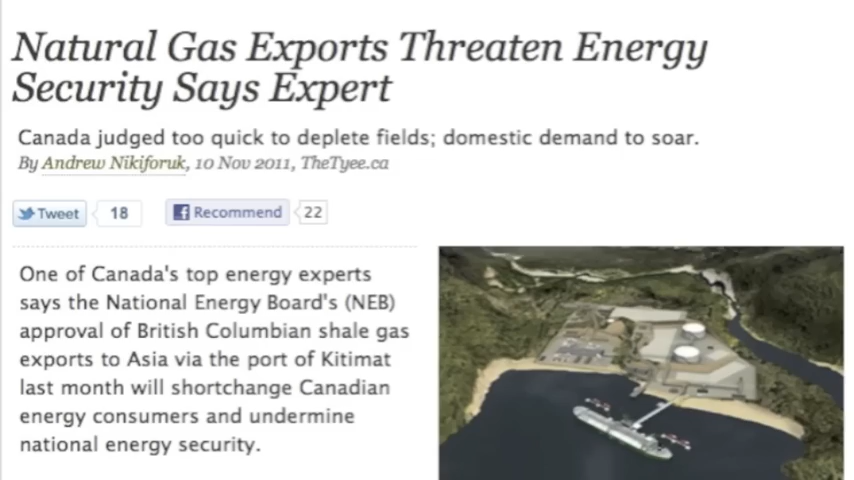 Natural Gas Exports Threaten Energy
Security Says Expert
Canada judged too quick to deplete fields; domestic demand to soar.
By Andrew Nikiforuk, 10 Nov 2011, TheTyee.ca
Tweet 18 Recommend 22
One of Canada's top energy experts
says the National Energy Board's (NEB)
approval of British Columbian shale gas
exports to Asia via the port of Kitimat
last month will shortchange Canadian
energy consumers and undermine
national energy security.